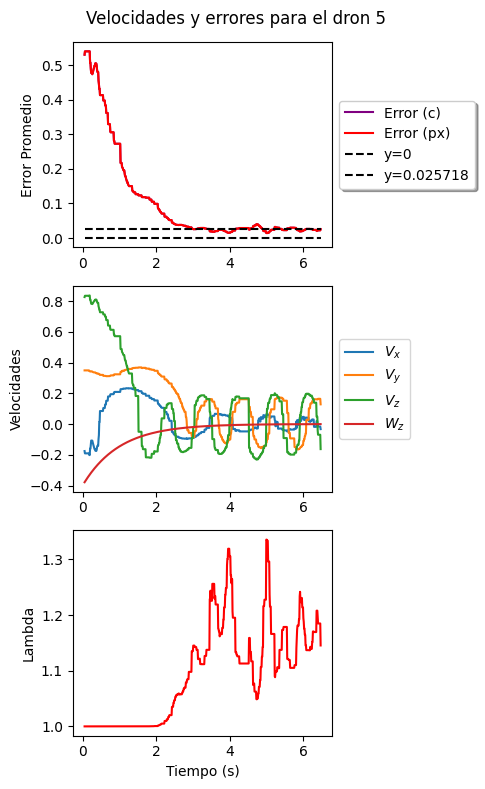 Velocidades y errores para el dron 5
Error Promedio
0.5
0.4
0.3
0.2
0.1
0.0
0 2 4 6
Error (c)
Error (px)
y=0
y=0.025718
Velocidades
0.8
0.6
0.4
0.2
0.0
−0.2
−0.4
0 2 4 6
Vx
Vy
Vz
Wz
Lambda
1.3
1.2
1.1
1.0
0 2 4 6
Tiempo (s)